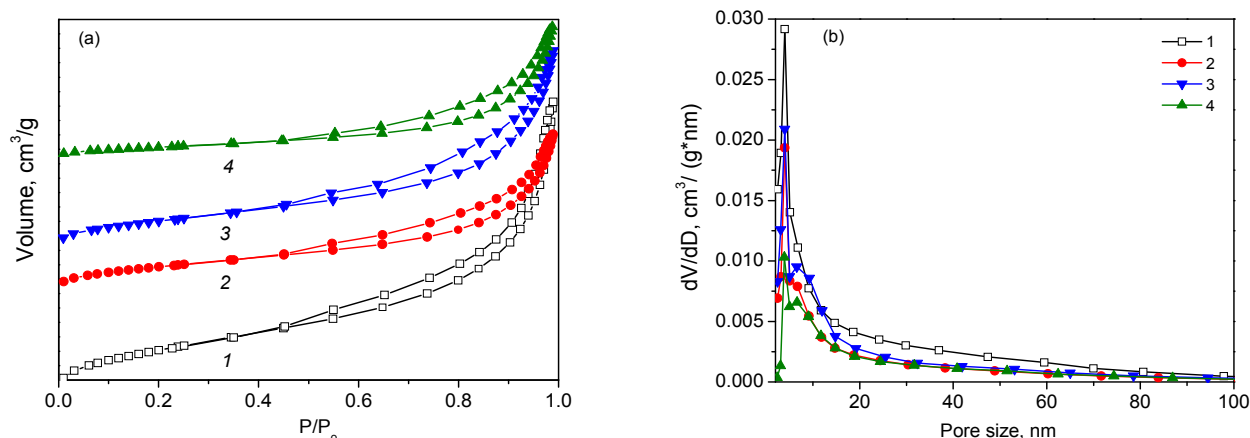 (a)
Volume, cm³/g
4
3
2
1
0.0 0.2 0.4 0.6 0.8 1.0
P/P₀
(b)
dV/dD, cm³/ (g*nm)
0.030
0.025
0.020
0.015
0.010
0.005
0.000
1
2
3
4
20 40 60 80 100
Pore size, nm